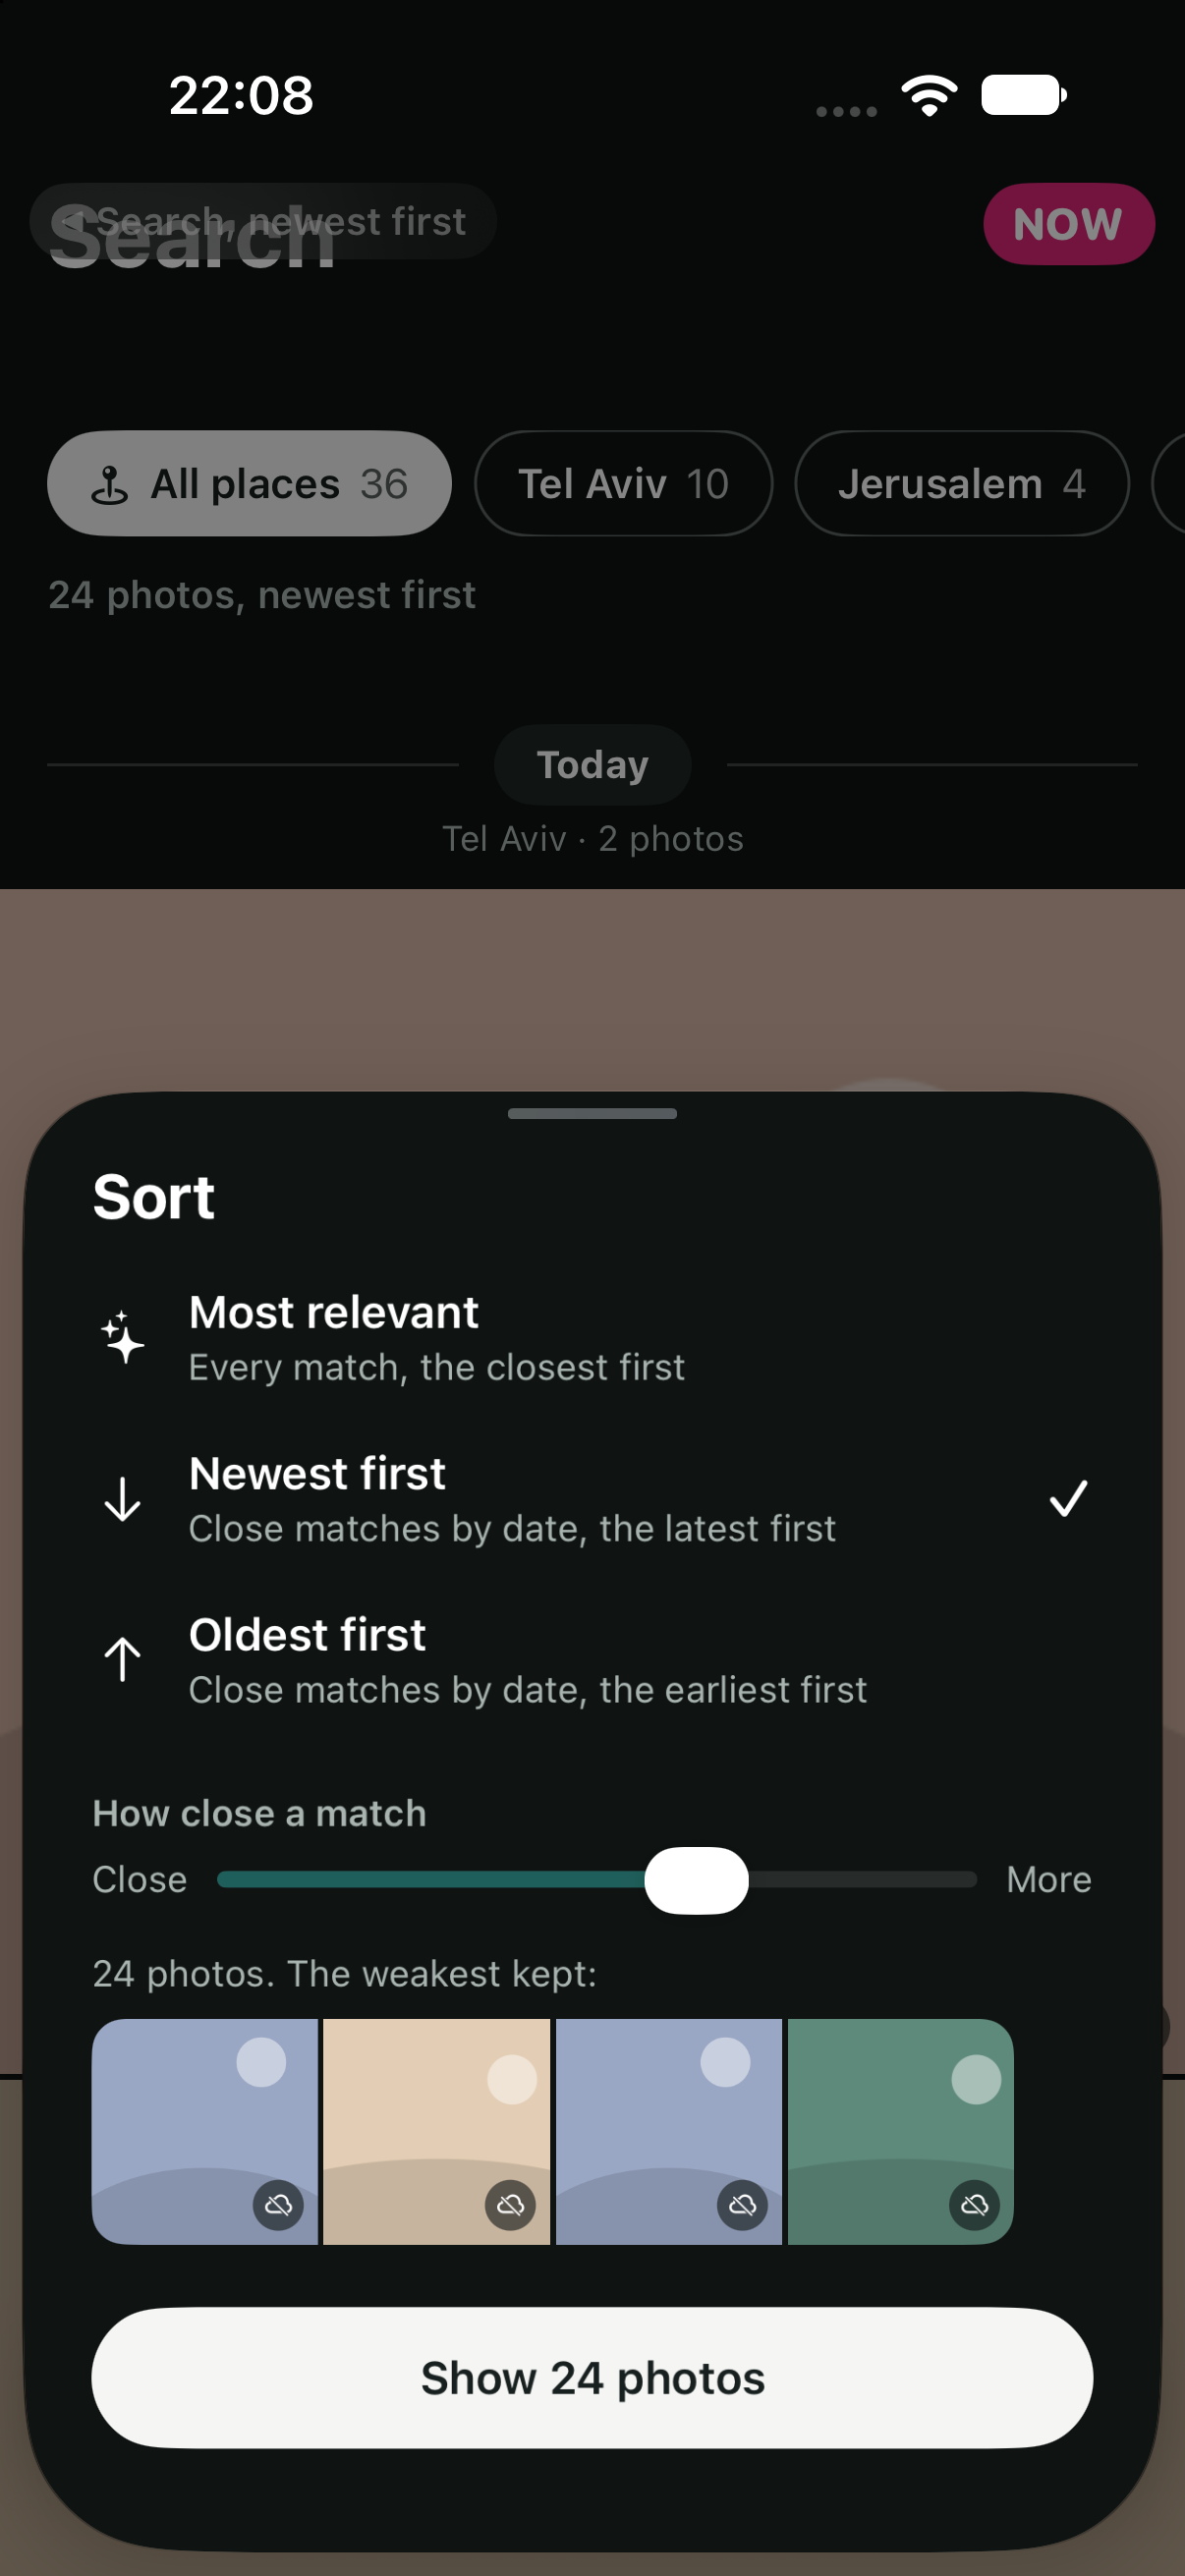 22:08
Search, newest first
Search
NOW
All places 36
Tel Aviv 10
Jerusalem 4
24 photos, newest first
Today
Tel Aviv · 2 photos
Sort
Most relevant
Every match, the closest first
Newest first
Close matches by date, the latest first
Oldest first
Close matches by date, the earliest first
How close a match
Close
More
24 photos. The weakest kept:
Show 24 photos